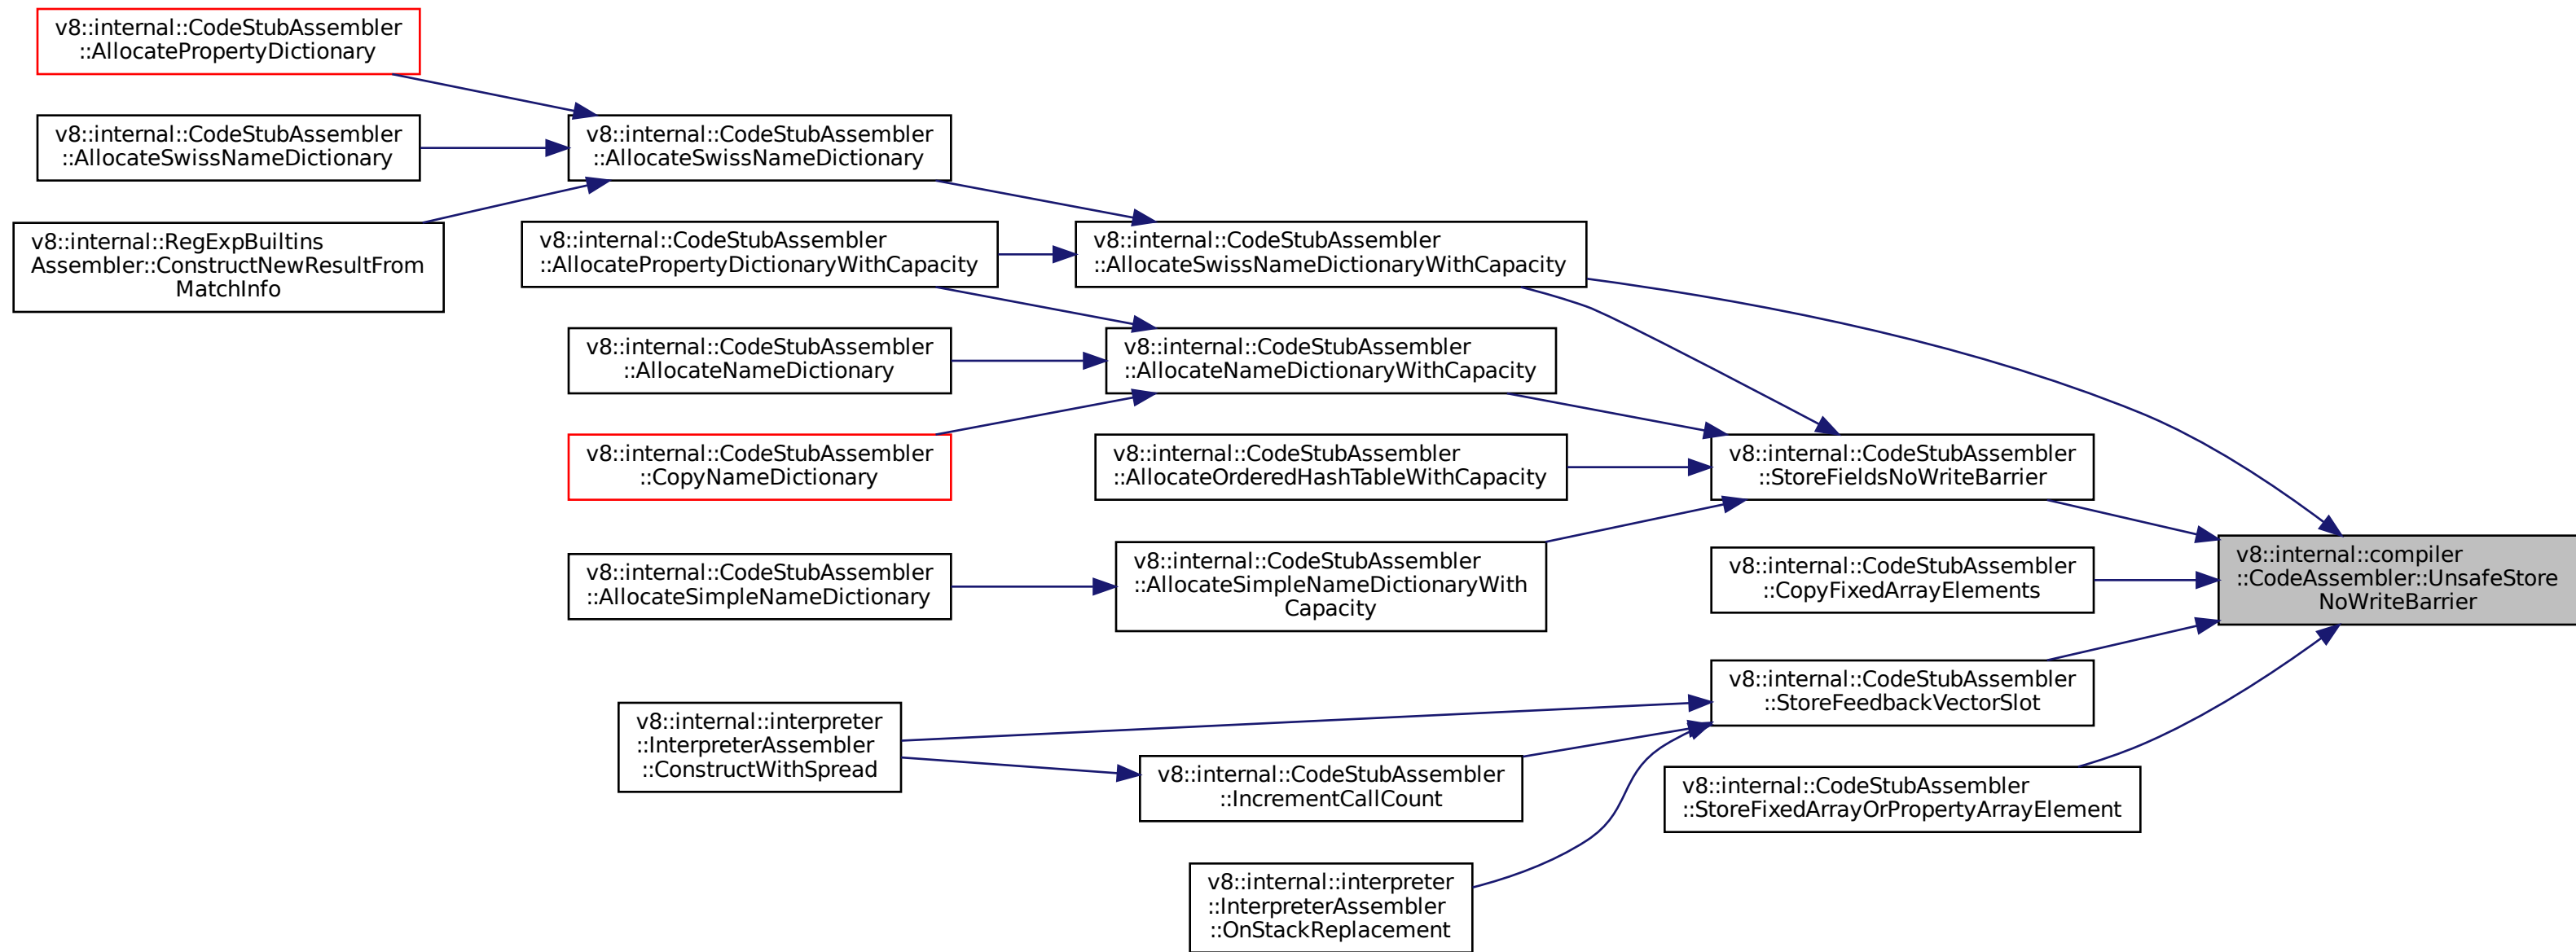 v8::internal::CodeStubAssembler
::AllocatePropertyDictionary
v8::internal::CodeStubAssembler
::AllocateSwissNameDictionary
v8::internal::RegExpBuiltins
Assembler::ConstructNewResultFrom
MatchInfo
v8::internal::CodeStubAssembler
::AllocateSwissNameDictionary
v8::internal::CodeStubAssembler
::AllocatePropertyDictionaryWithCapacity
v8::internal::CodeStubAssembler
::AllocateNameDictionary
v8::internal::CodeStubAssembler
::CopyNameDictionary
v8::internal::CodeStubAssembler
::AllocateSimpleNameDictionary
v8::internal::interpreter
::InterpreterAssembler
::ConstructWithSpread
v8::internal::CodeStubAssembler
::AllocateSwissNameDictionaryWithCapacity
v8::internal::CodeStubAssembler
::AllocateNameDictionaryWithCapacity
v8::internal::CodeStubAssembler
::AllocateOrderedHashTableWithCapacity
v8::internal::CodeStubAssembler
::AllocateSimpleNameDictionaryWith
Capacity
v8::internal::CodeStubAssembler
::IncrementCallCount
v8::internal::interpreter
::InterpreterAssembler
::OnStackReplacement
v8::internal::CodeStubAssembler
::StoreFieldsNoWriteBarrier
v8::internal::CodeStubAssembler
::CopyFixedArrayElements
v8::internal::CodeStubAssembler
::StoreFeedbackVectorSlot
v8::internal::CodeStubAssembler
::StoreFixedArrayOrPropertyArrayElement
v8::internal::compiler
::CodeAssembler::UnsafeStore
NoWriteBarrier